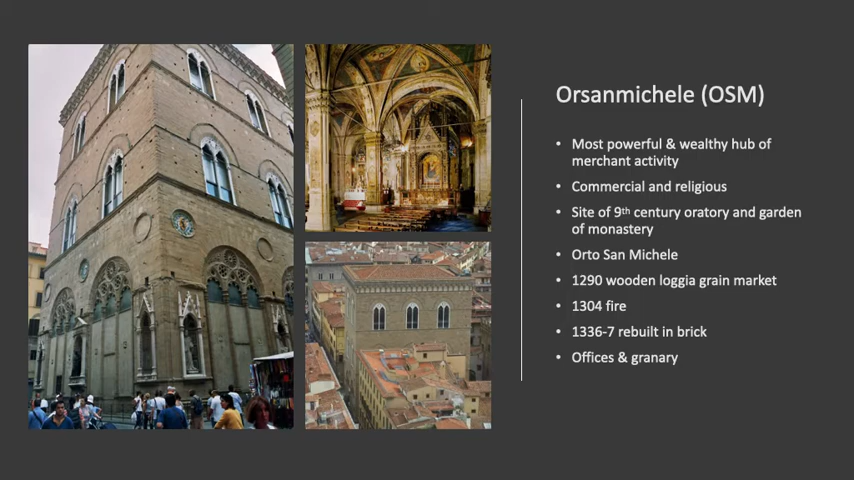 Orsanmichele (OSM)
• Most powerful & wealthy hub of
merchant activity
• Commercial and religious
• Site of 9th century oratory and garden
of monastery
• Orto San Michele
• 1290 wooden loggia grain market
• 1304 fire
• 1336-7 rebuilt in brick
• Offices & granary